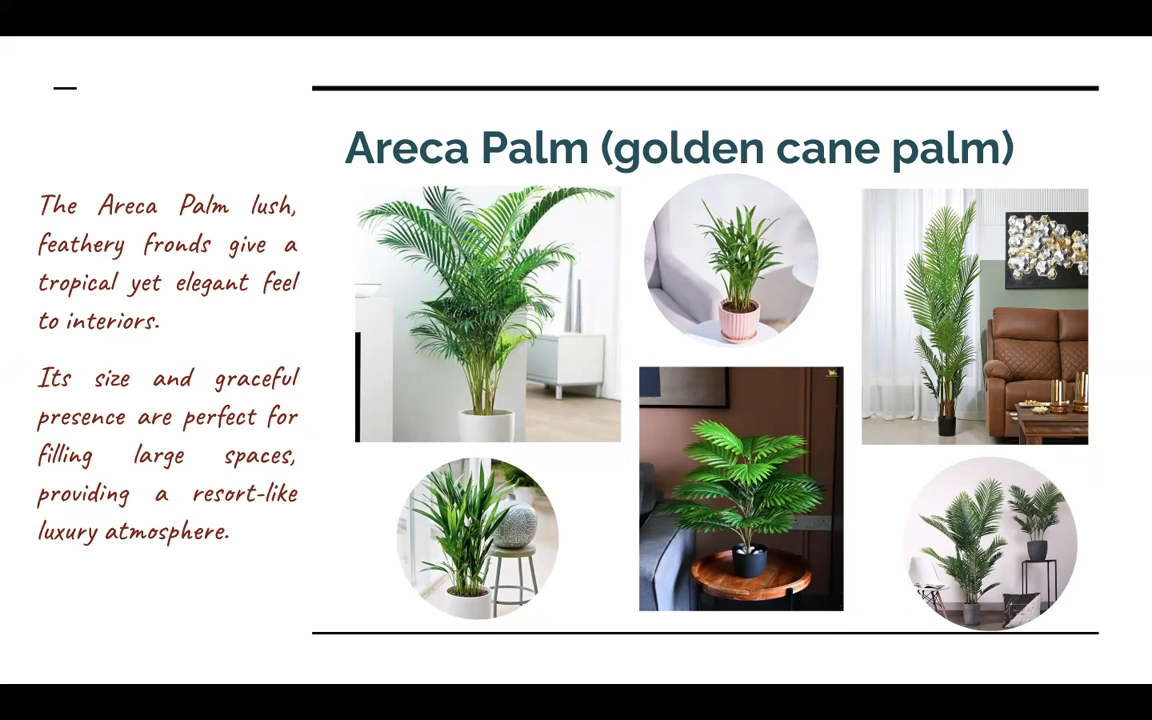 Areca Palm (golden cane palm)
The Areca Palm lush,
feathery fronds give a
tropical yet elegant feel
to interiors.
Its size and graceful
presence are perfect for
filling large spaces,
providing a resort-like
luxury atmosphere.